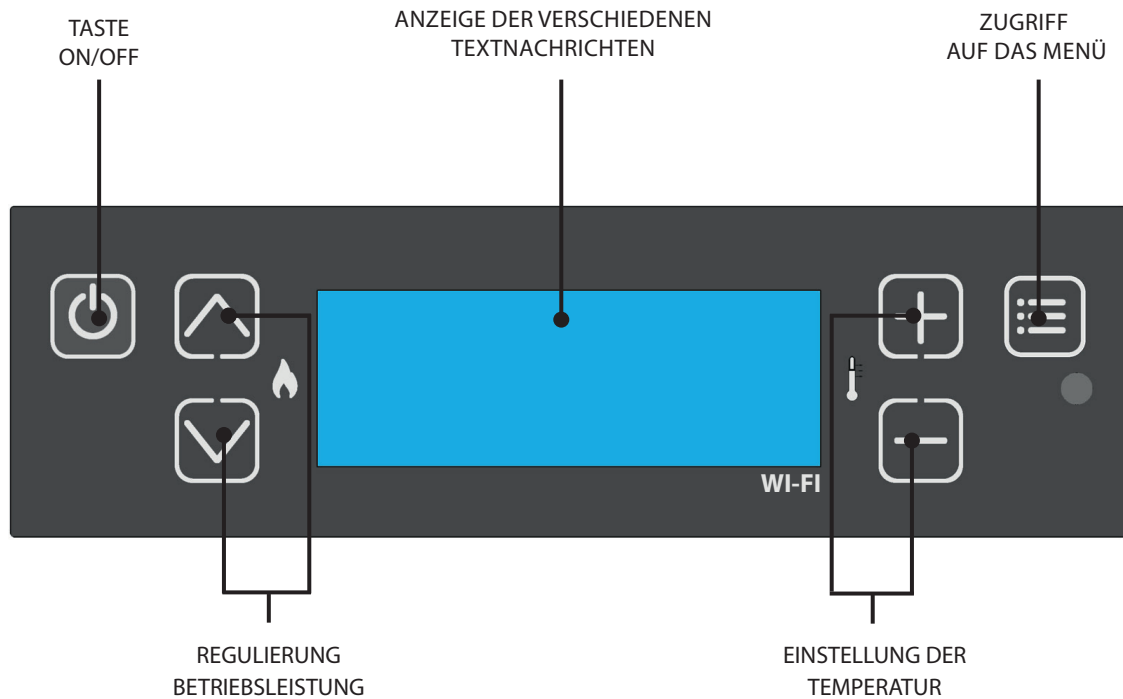 TASTE
ON/OFF
ANZEIGE DER VERSCHIEDENEN
TEXTNACHRICHTEN
ZUGRIFF
AUF DAS MENÜ
WI-FI
REGULIERUNG
BETRIEBSLEISTUNG
EINSTELLUNG DER
TEMPERATUR